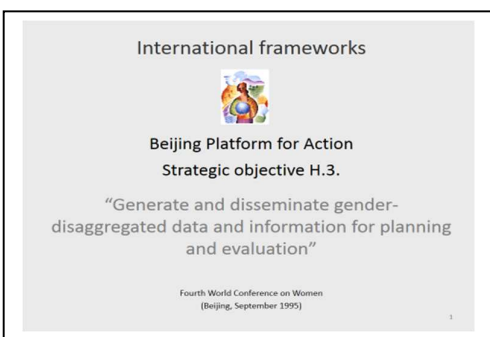 International frameworks
Beijing Platform for Action
Strategic objective H.3.
“Generate and disseminate gender-
disaggregated data and information for planning
and evaluation”
Fourth World Conference on Women
(Beijing, September 1995)